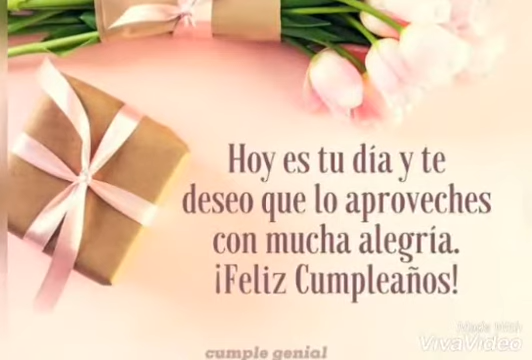 Hoy es tu día y te
deseo que lo aproveches
con mucha alegría.
¡Feliz Cumpleaños!
Made With
VivaVideo
cumple genial